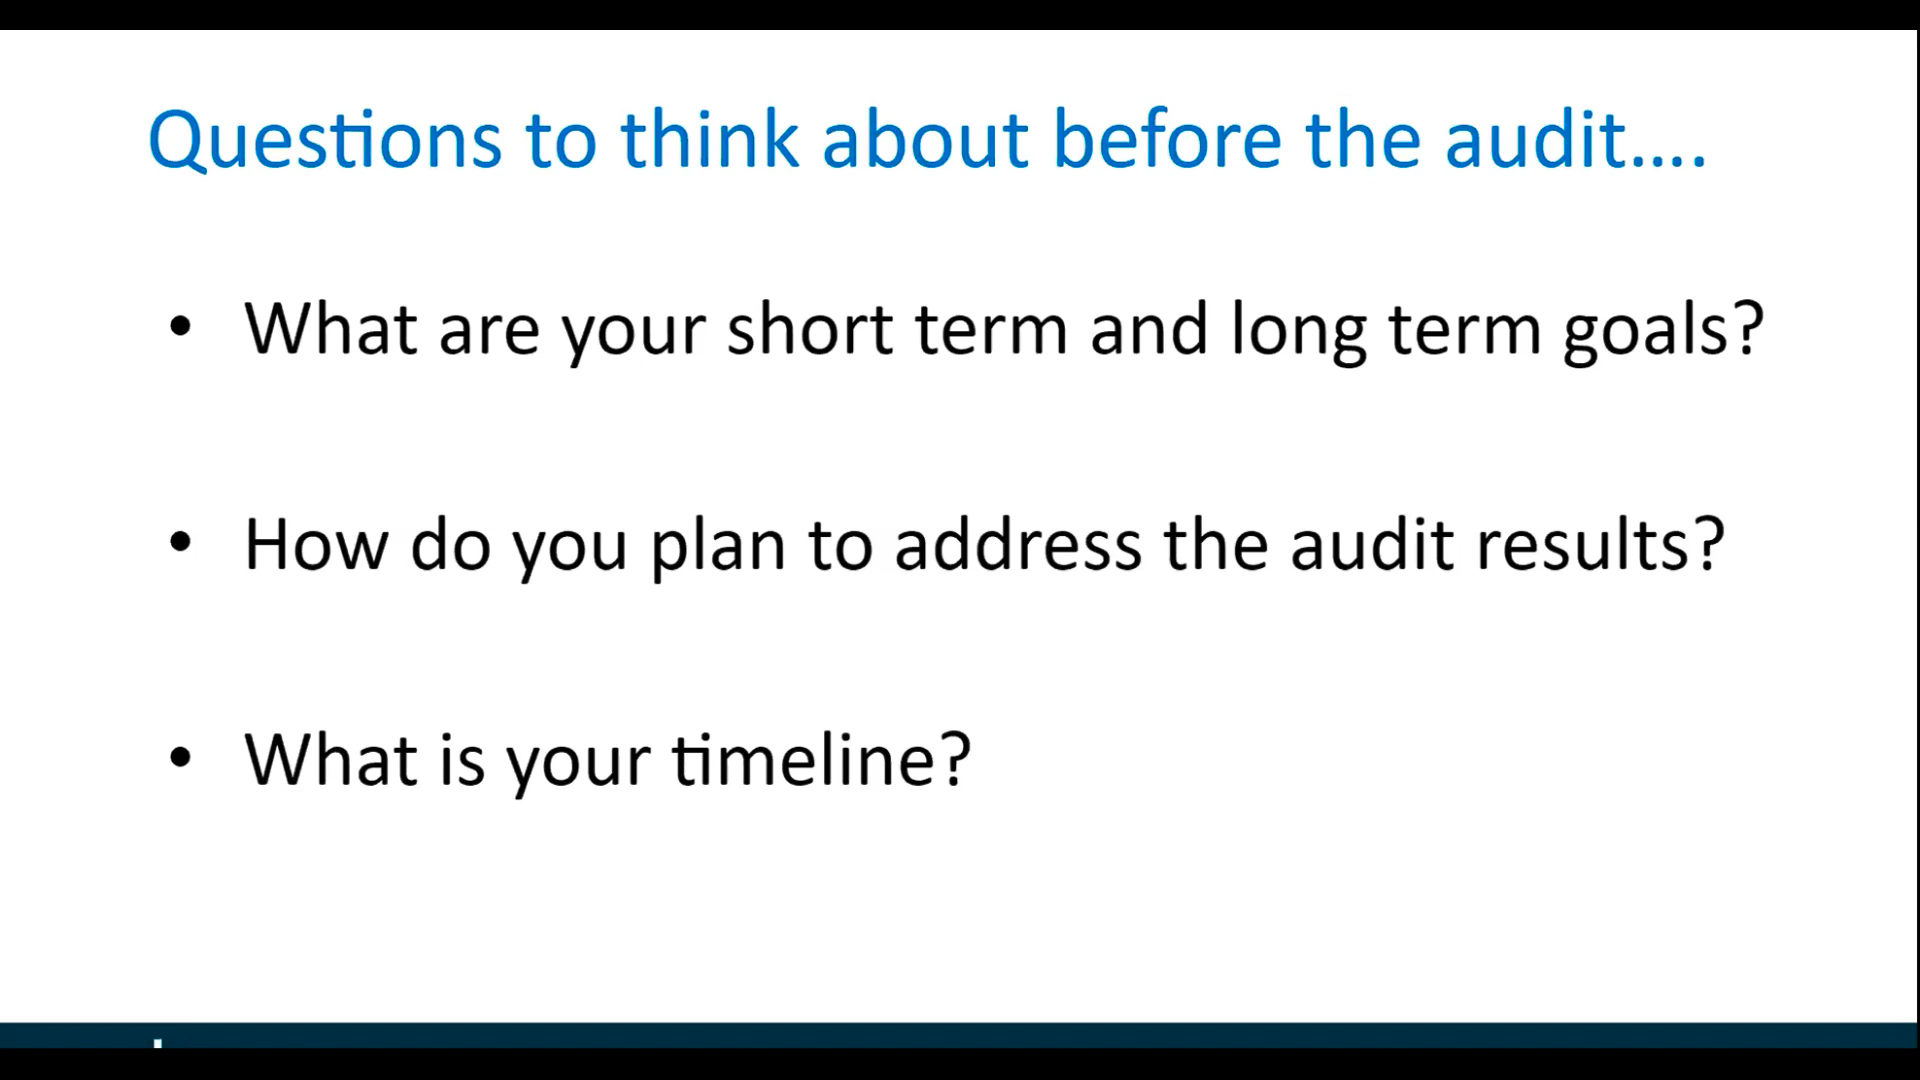 Questions to think about before the audit....
• What are your short term and long term goals?
• How do you plan to address the audit results?
• What is your timeline?